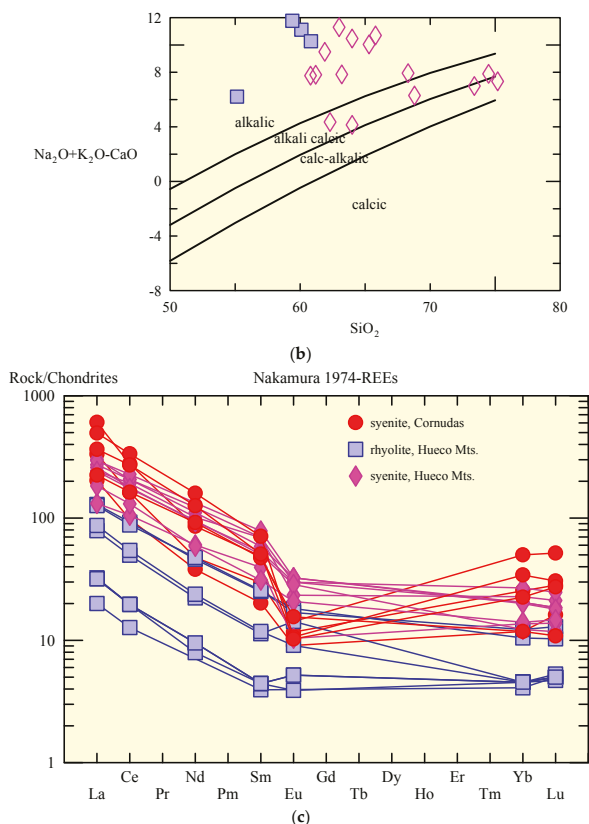 12
8
4
0
-4
-8
Na₂O+K₂O-CaO
alkalic
alkali calcic
calc-alkalic
calcic
50 60 70 80
SiO₂
(b)
Rock/Chondrites Nakamura 1974-REEs
1000
100
10
1
syenite, Cornudas
rhyolite, Hueco Mts.
syenite, Hueco Mts.
Ce Nd Sm Gd Dy Er Yb
La Pr Pm Eu Tb Ho Tm Lu
(c)